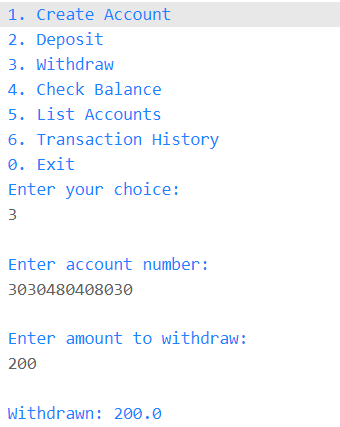 1. Create Account
2. Deposit
3. Withdraw
4. Check Balance
5. List Accounts
6. Transaction History
0. Exit
Enter your choice:
3
Enter account number:
3030480408030
Enter amount to withdraw:
200
Withdrawn: 200.0